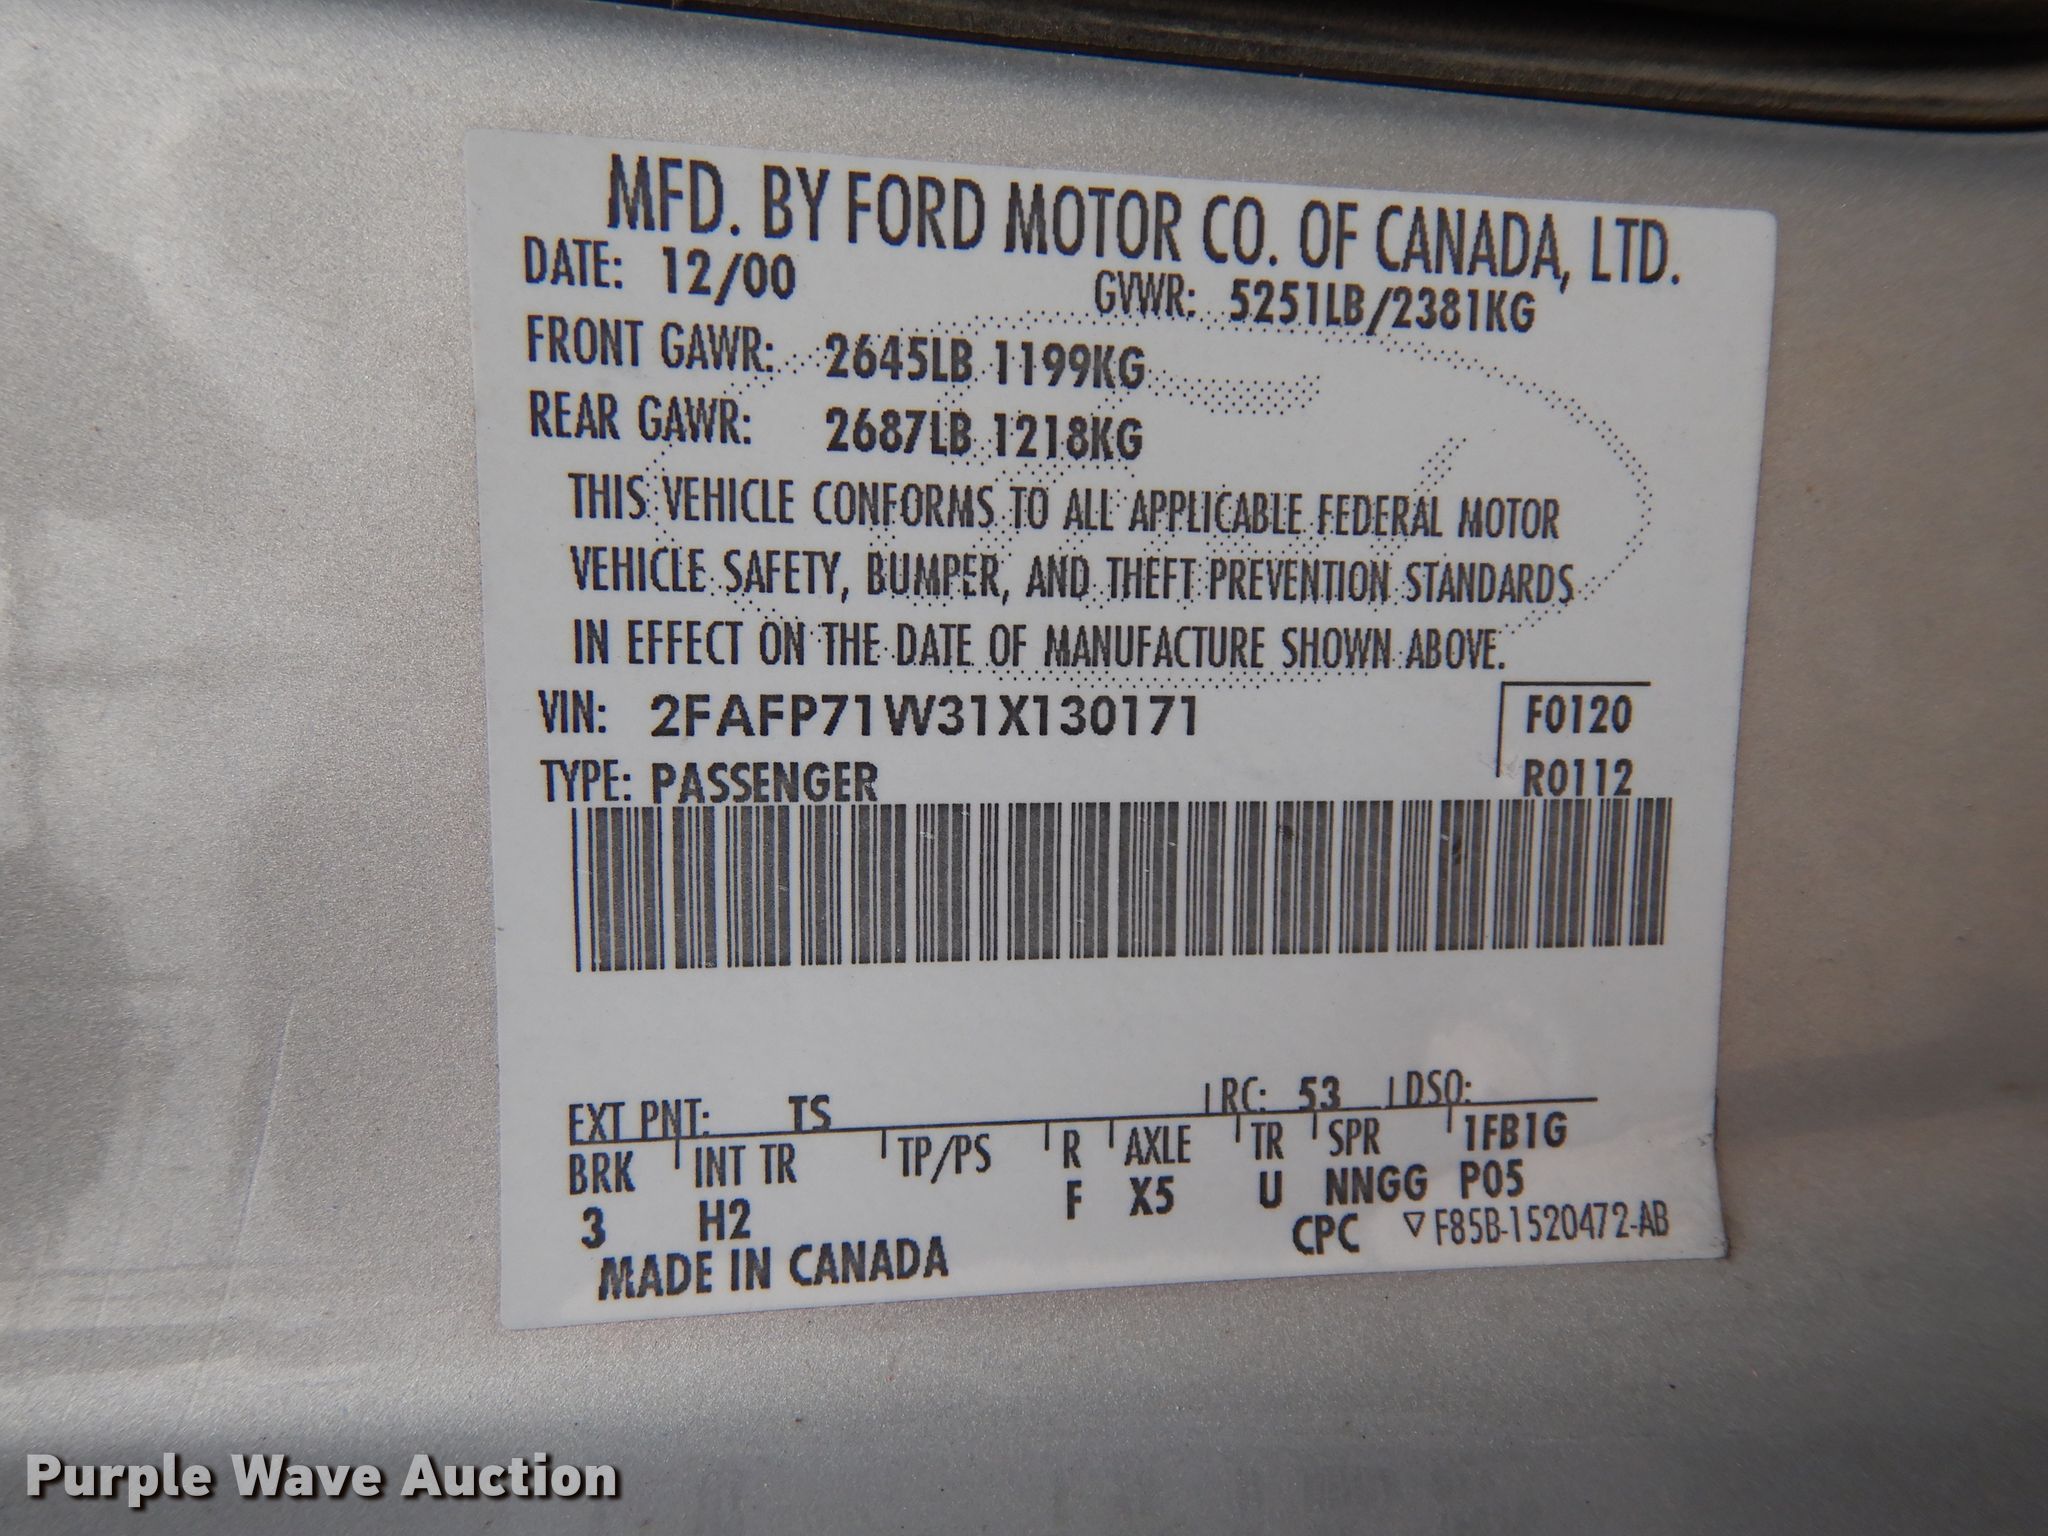 MFD. BY FORD MOTOR CO. OF CANADA, LTD.
DATE: 12/00 GVWR: 5251LB/2381KG
FRONT GAWR: 2645LB 1199KG
REAR GAWR: 2687LB 1218KG
THIS VEHICLE CONFORMS TO ALL APPLICABLE FEDERAL MOTOR
VEHICLE SAFETY, BUMPER, AND THEFT PREVENTION STANDARDS
IN EFFECT ON THE DATE OF MANUFACTURE SHOWN ABOVE.
VIN: 2FAFP71W31X130171 F0120
TYPE: PASSENGER R0112
EXT PNT: TS RC: 53 DSO:
BRK INT TR TP/PS R AXLE TR SPR 1FB1G
3 H2 F X5 U NNGG P05
MADE IN CANADA CPC ▽ F85B-1520472-AB
Purple Wave Auction